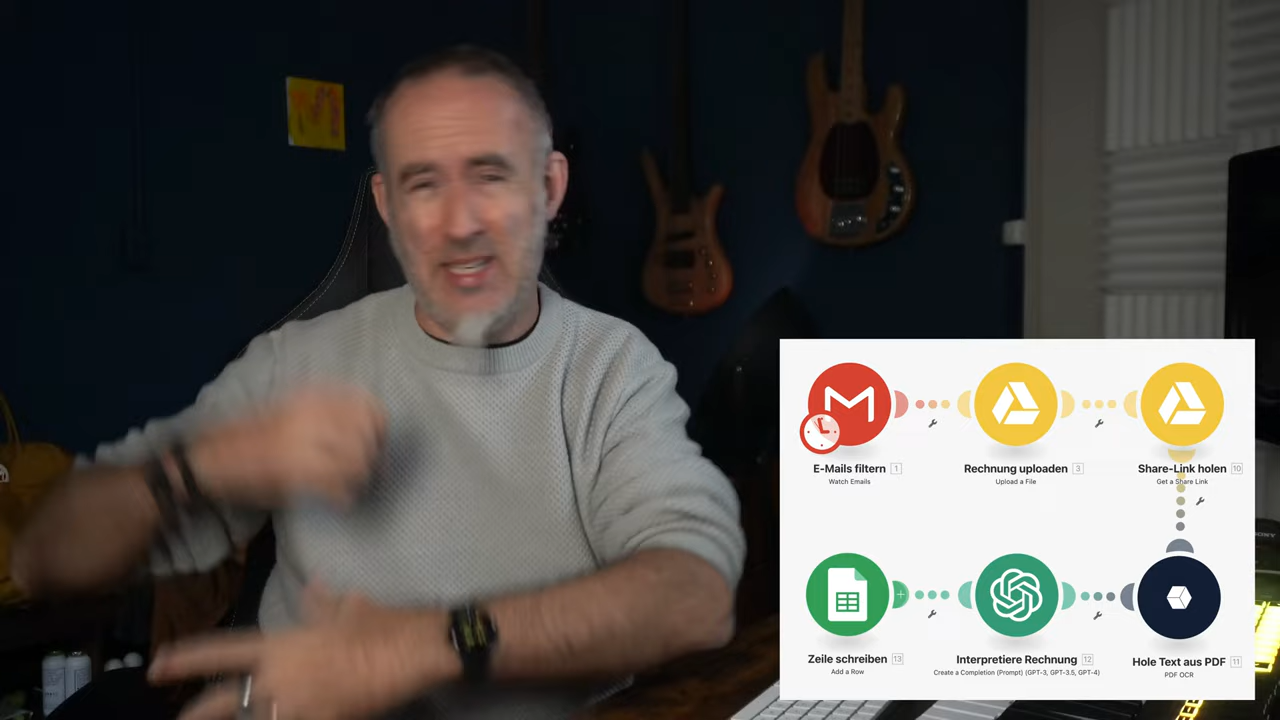 E-Mails filtern 1
Watch Emails
Rechnung uploaden 3
Upload a File
Share-Link holen 10
Get a Share Link
Zeile schreiben 13
Add a Row
Interpretiere Rechnung 12
Create a Completion (Prompt) (GPT-3, GPT-3.5, GPT-4)
Hole Text aus PDF 11
PDF OCR
SONY